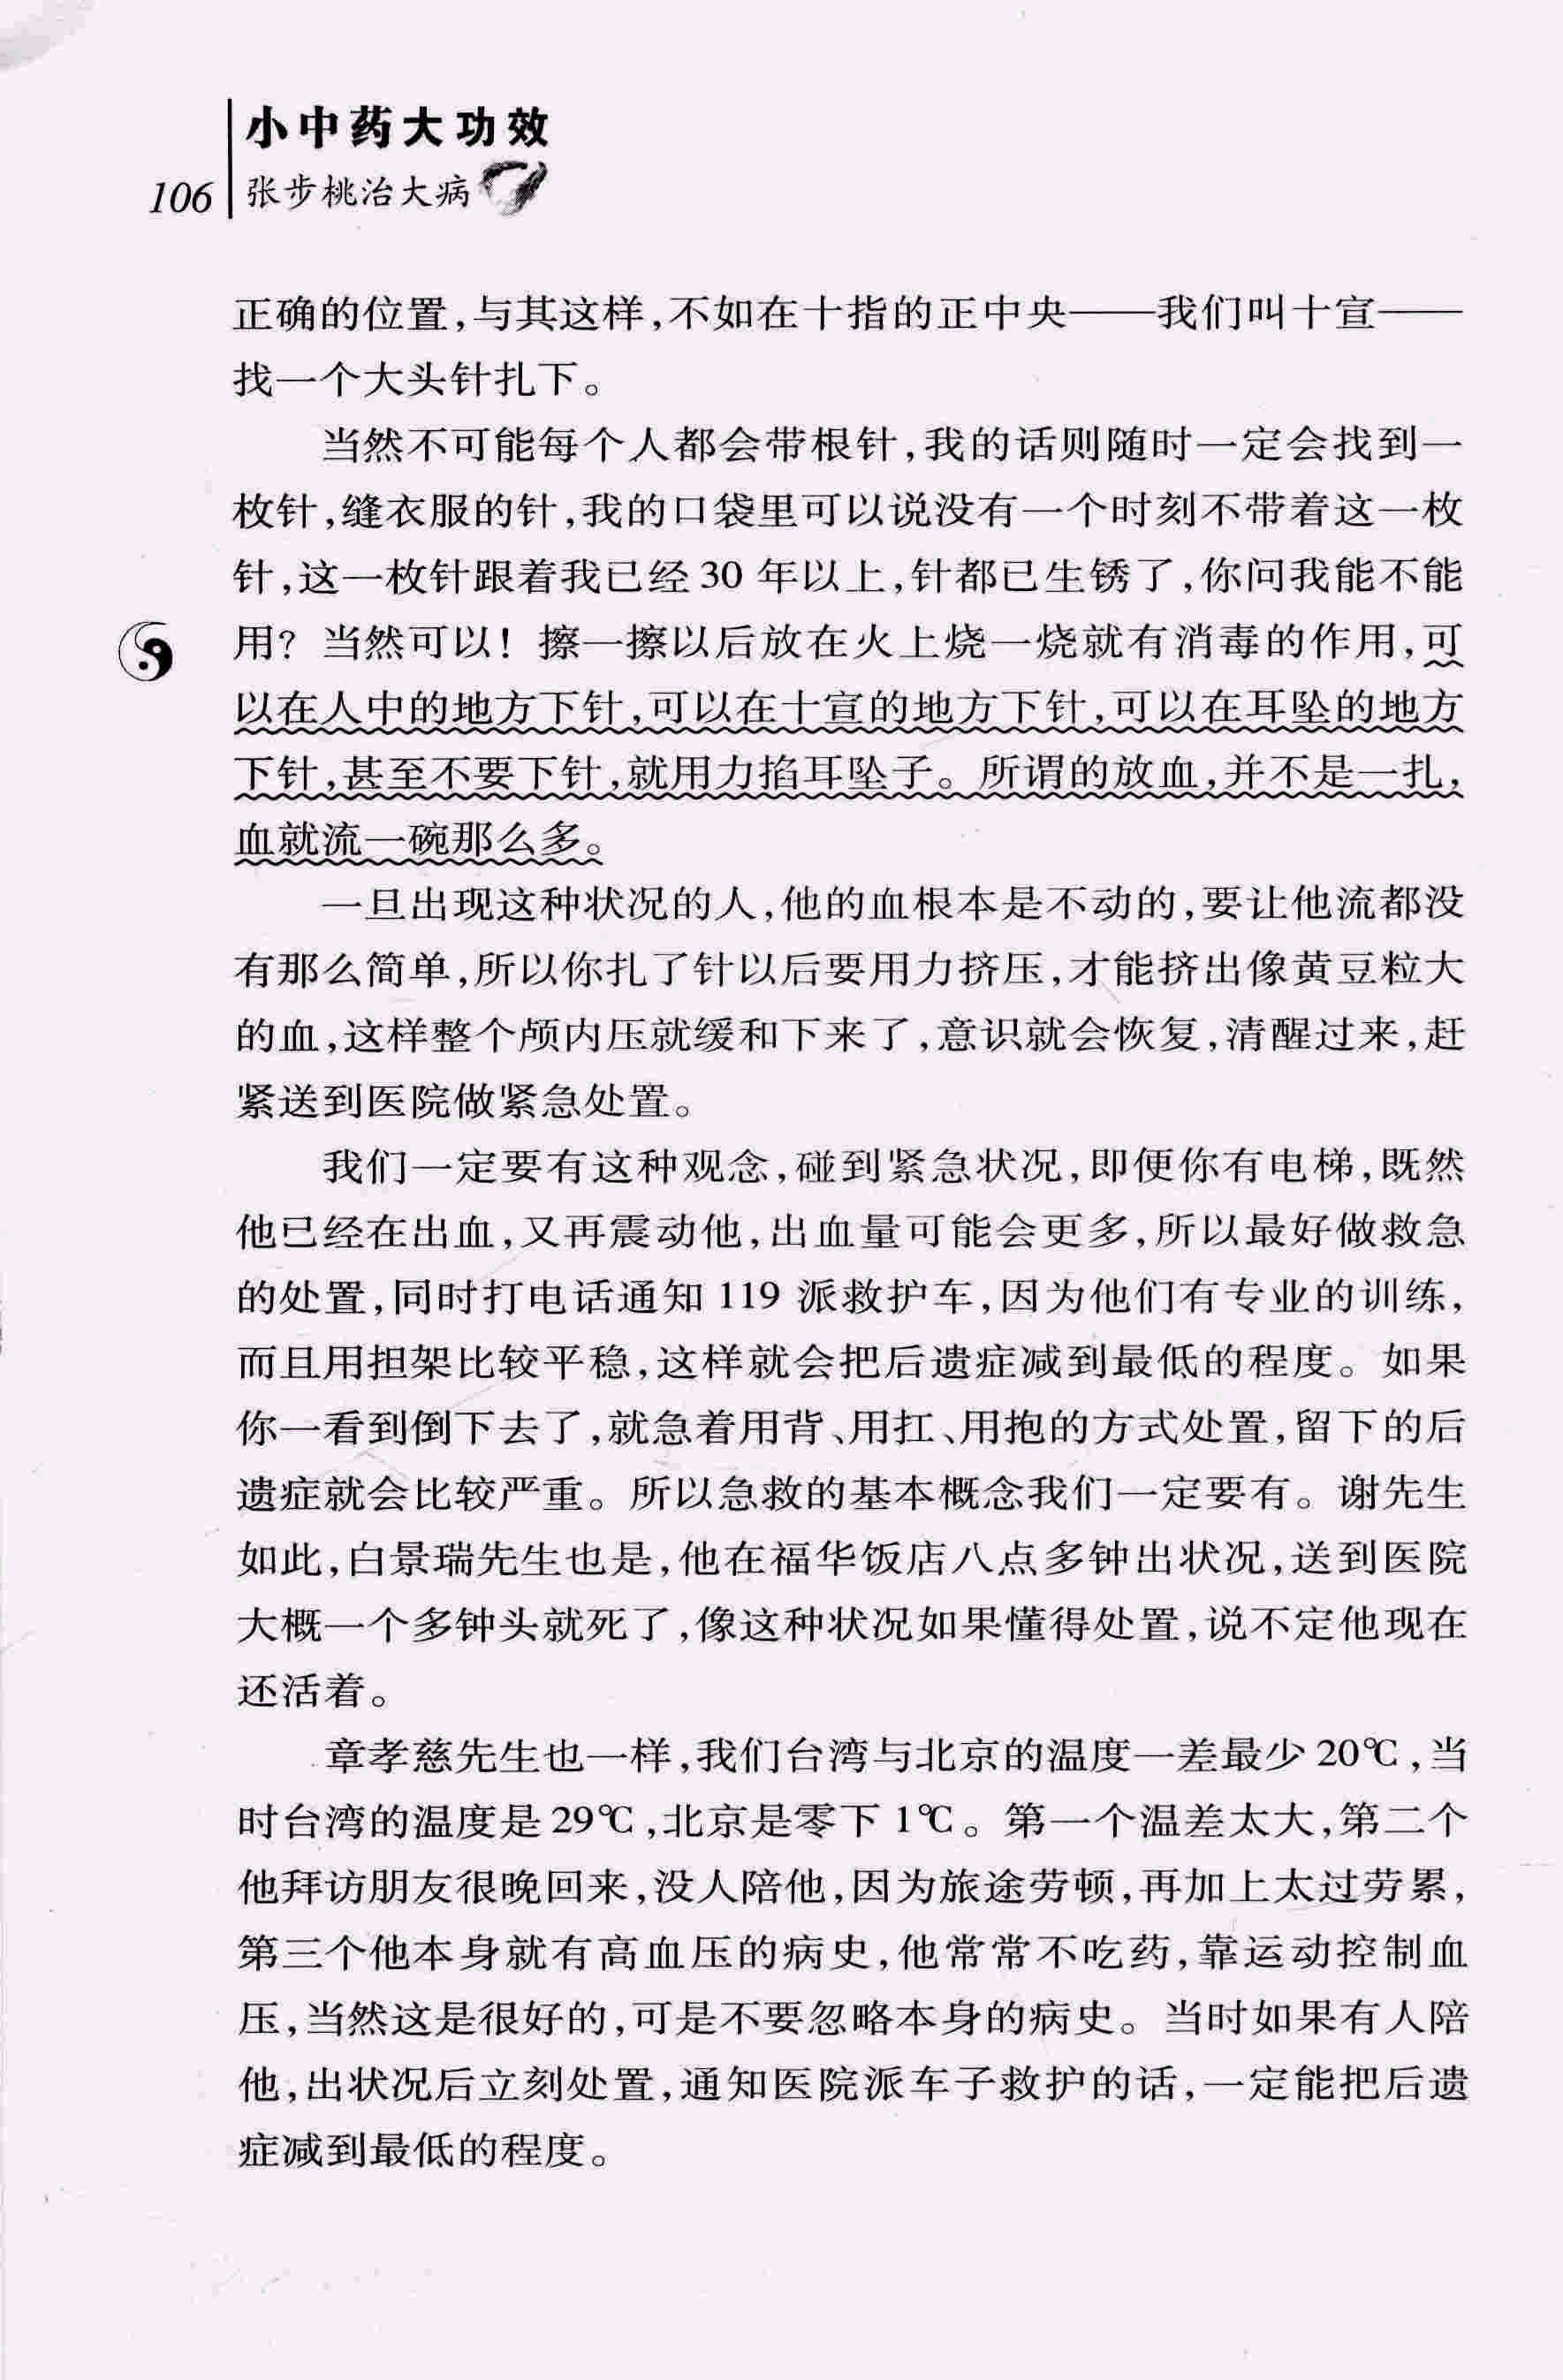 小中药大功效
106 张步桃治大病
正确的位置,与其这样,不如在十指的正中央——我们叫十宣——
找一个大头针扎下。
当然不可能每个人都会带根针,我的话则随时一定会找到一
枚针,缝衣服的针,我的口袋里可以说没有一个时刻不带着这一枚
针,这一枚针跟着我已经30年以上,针都已生锈了,你问我能不能
用?当然可以!擦一擦以后放在火上烧一烧就有消毒的作用,可
以在人中的地方下针,可以在十宣的地方下针,可以在耳坠的地方
下针,甚至不要下针,就用力掐耳坠子。所谓的放血,并不是一扎,
血就流一碗那么多。
一旦出现这种状况的人,他的血根本是不动的,要让他流都没
有那么简单,所以你扎了针以后要用力挤压,才能挤出像黄豆粒大
的血,这样整个颅内压就缓和下来了,意识就会恢复,清醒过来,赶
紧送到医院做紧急处置。
我们一定要有这种观念,碰到紧急状况,即便你有电梯,既然
他已经在出血,又再震动他,出血量可能会更多,所以最好做救急
的处置,同时打电话通知119派救护车,因为他们有专业的训练,
而且用担架比较平稳,这样就会把后遗症减到最低的程度。如果
你一看到倒下去了,就急着用背、用扛、用抱的方式处置,留下的后
遗症就会比较严重。所以急救的基本概念我们一定要有。谢先生
如此,白景瑞先生也是,他在福华饭店八点多钟出状况,送到医院
大概一个多钟头就死了,像这种状况如果懂得处置,说不定他现在
还活着。
章孝慈先生也一样,我们台湾与北京的温度一差最少20℃,当
时台湾的温度是29℃,北京是零下1℃。第一个温差太大,第二个
他拜访朋友很晚回来,没人陪他,因为旅途劳顿,再加上太过劳累,
第三个他本身就有高血压的病史,他常常不吃药,靠运动控制血
压,当然这是很好的,可是不要忽略本身的病史。当时如果有人陪
他,出状况后立刻处置,通知医院派车子救护的话,一定能把后遗
症减到最低的程度。